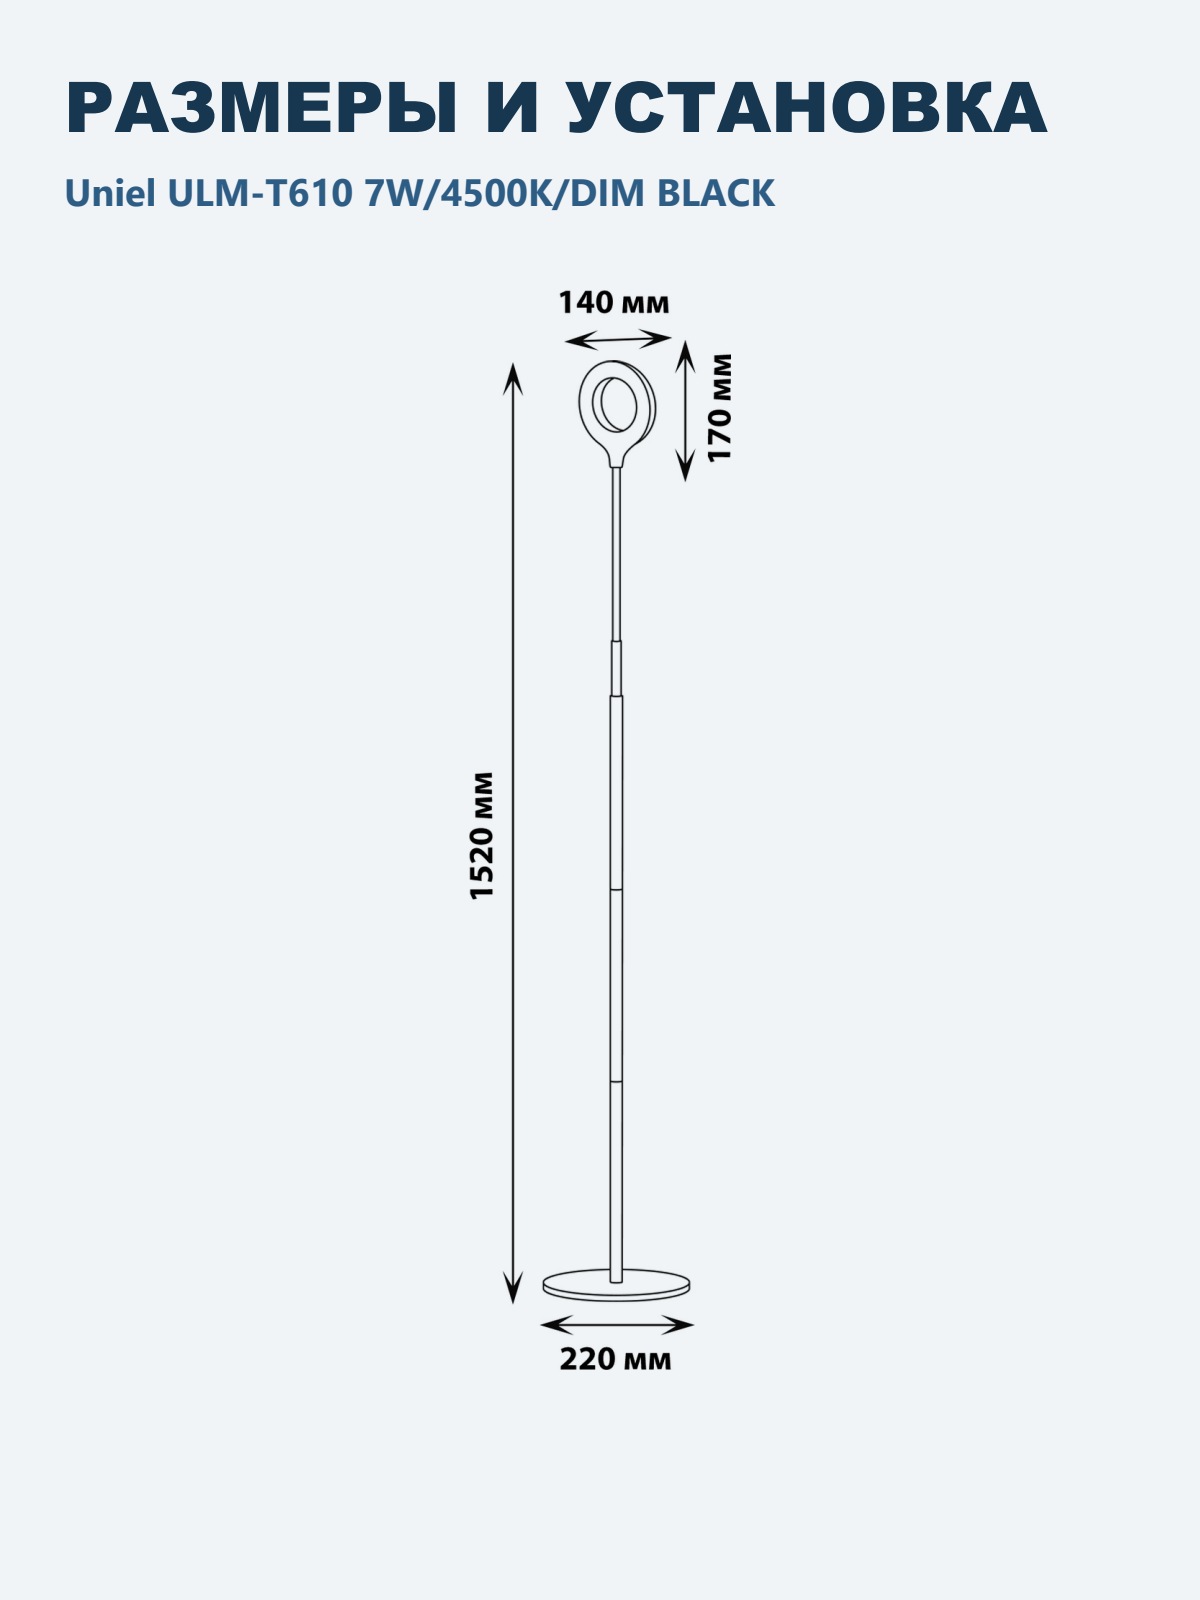 РАЗМЕРЫ И УСТАНОВКА
Uniel ULM-T610 7W/4500K/DIM BLACK
140 мм
170 мм
1520 мм
220 мм